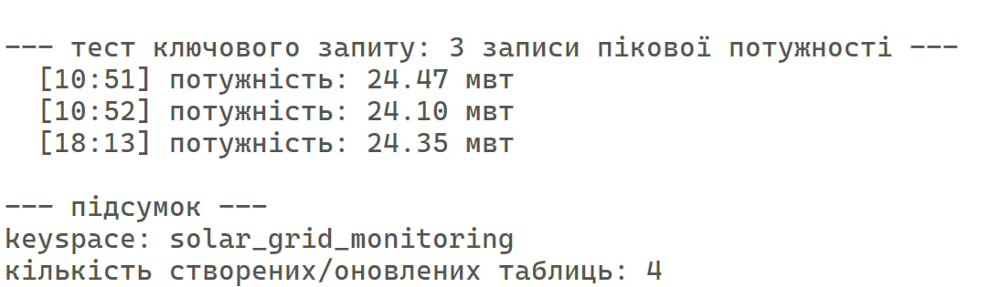 --- тест ключового запиту: 3 записи пікової потужності ---
[10:51] потужність: 24.47 мвт
[10:52] потужність: 24.10 мвт
[18:13] потужність: 24.35 мвт
--- підсумок ---
keyspace: solar_grid_monitoring
кількість створених/оновлених таблиць: 4